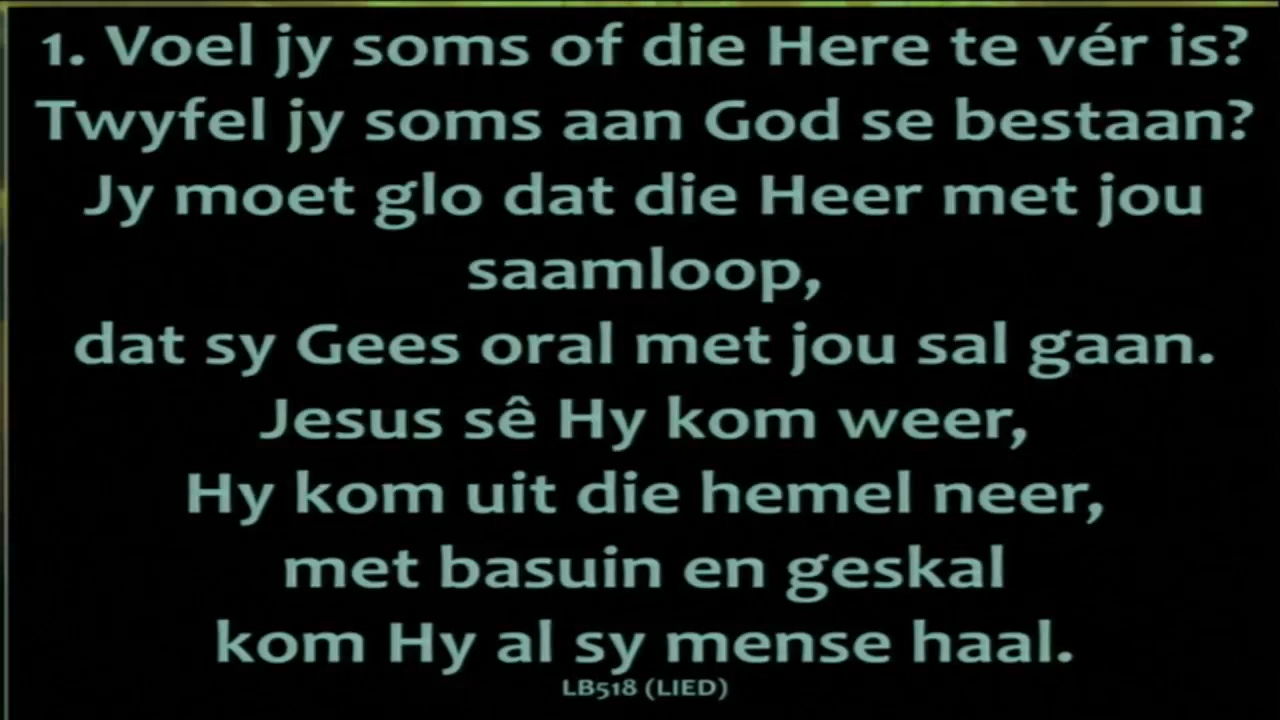 1. Voel jy soms of die Here te vér is?
Twyfel jy soms aan God se bestaan?
Jy moet glo dat die Heer met jou
saamloop,
dat sy Gees oral met jou sal gaan.
Jesus sê Hy kom weer,
Hy kom uit die hemel neer,
met basuin en geskal
kom Hy al sy mense haal.
LB518 (LIED)